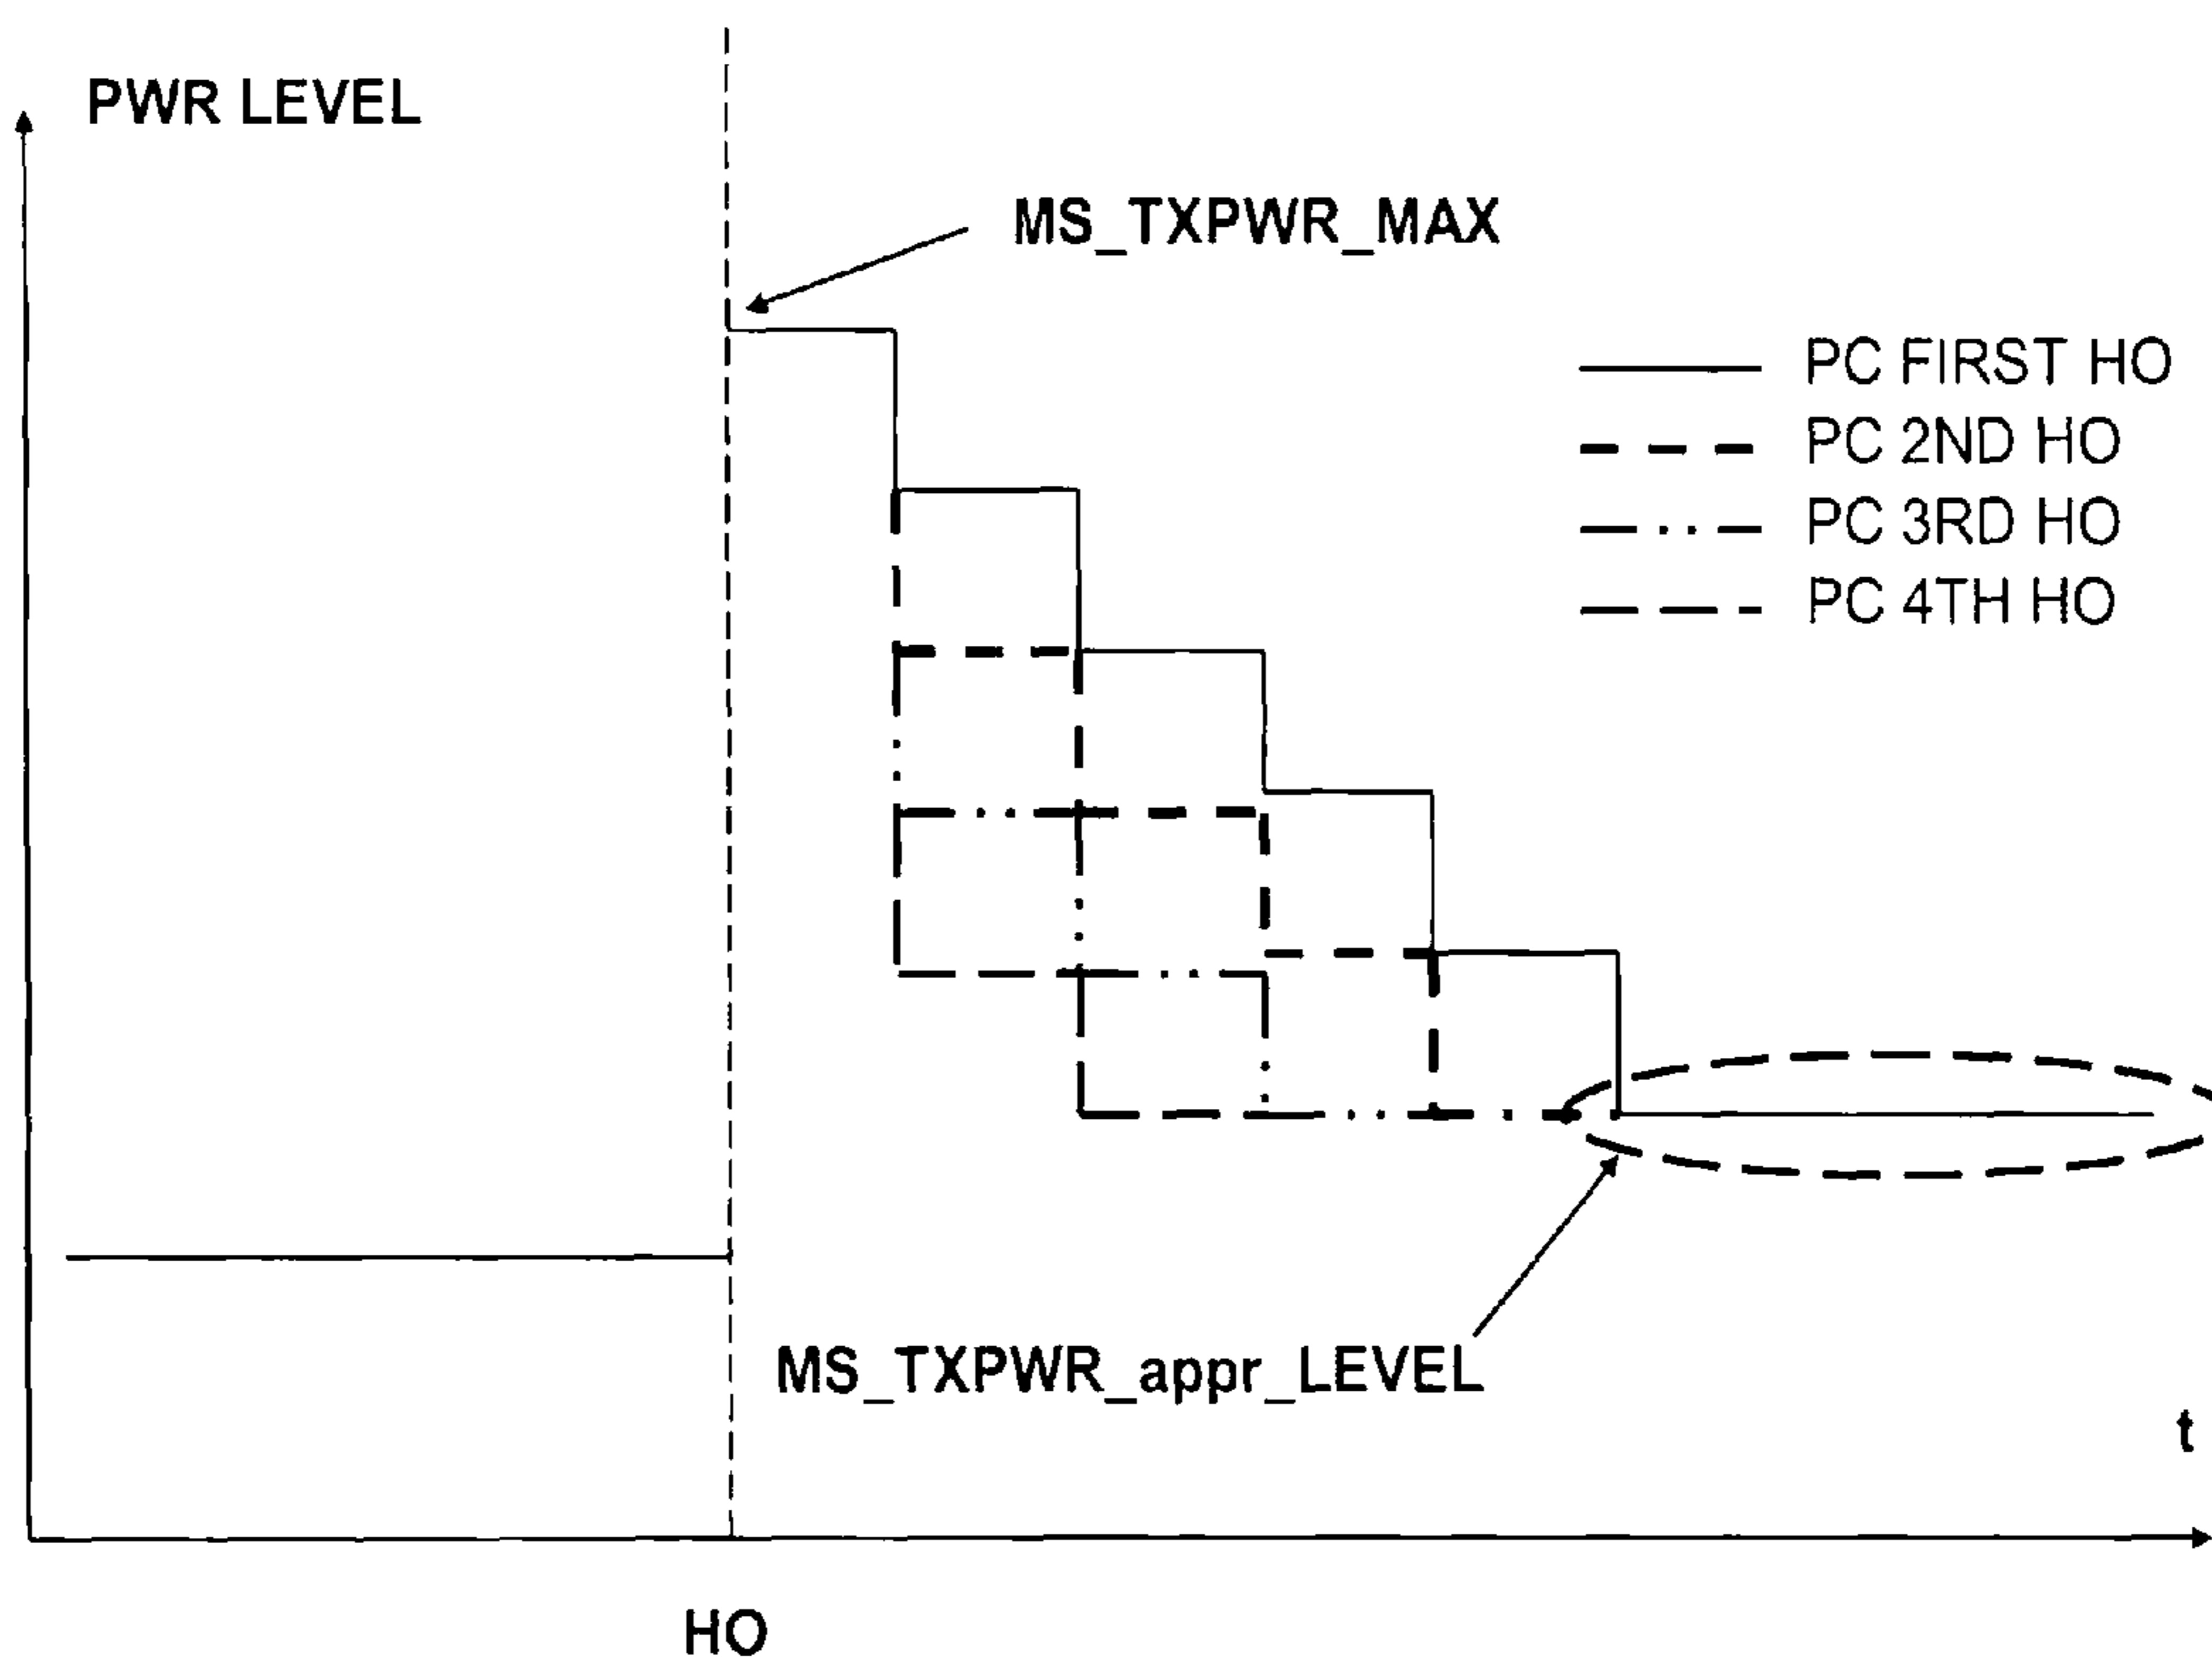 PWR LEVEL
MS_TXPWR_MAX
PC FIRST HO
PC 2ND HO
PC 3RD HO
PC 4TH HO
MS_TXPWR_appr_LEVEL
t
HO